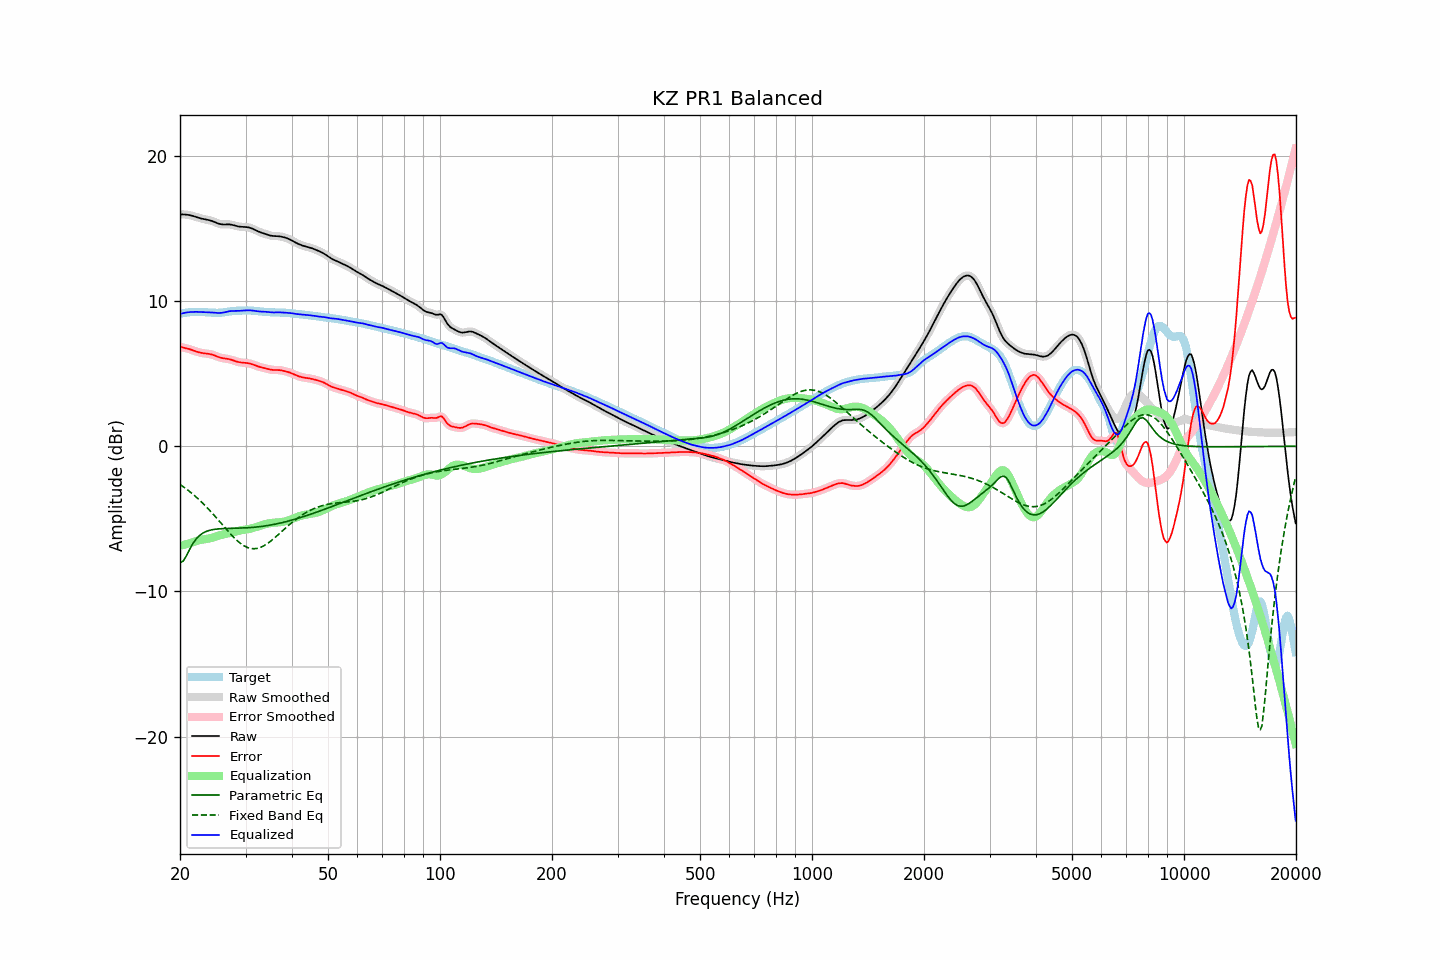 KZ PR1 Balanced
Amplitude (dBr)
20
10
0
−10
−20
Target
Raw Smoothed
Error Smoothed
Raw
Error
Equalization
Parametric Eq
Fixed Band Eq
Equalized
20 50 100 200 500 1000 2000 5000 10000 20000
Frequency (Hz)